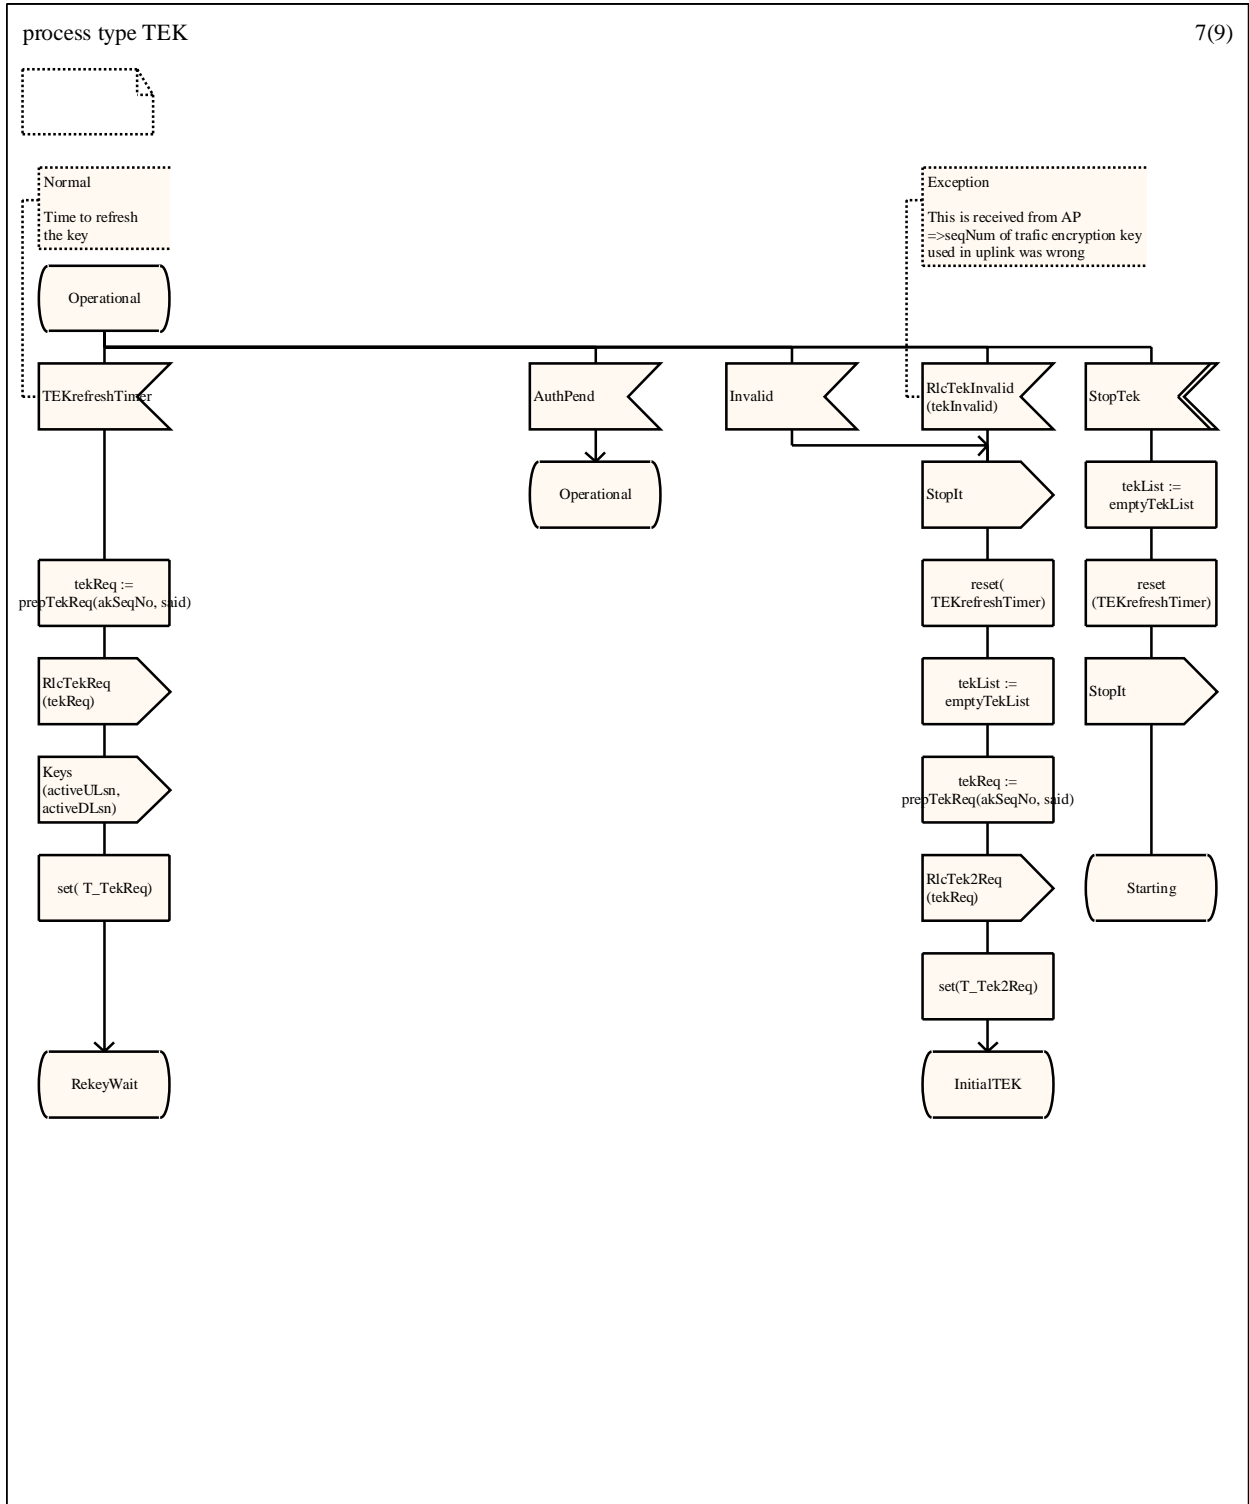 process type TEK
7(9)
Normal
Time to refresh
the key
Exception
This is received from AP
=>seqNum of trafic encryption key
used in uplink was wrong
Operational
TEKrefreshTimer
AuthPend
Invalid
RlcTekInvalid
(tekInvalid)
StopTek
Operational
StopIt
tekList :=
emptyTekList
tekReq :=
prepTekReq(akSeqNo, said)
reset(
TEKrefreshTimer)
reset
(TEKrefreshTimer)
RlcTekReq
(tekReq)
tekList :=
emptyTekList
StopIt
Keys
(activeULsn,
activeDLsn)
tekReq :=
prepTekReq(akSeqNo, said)
set( T_TekReq)
RlcTek2Req
(tekReq)
Starting
set(T_Tek2Req)
RekeyWait
InitialTEK